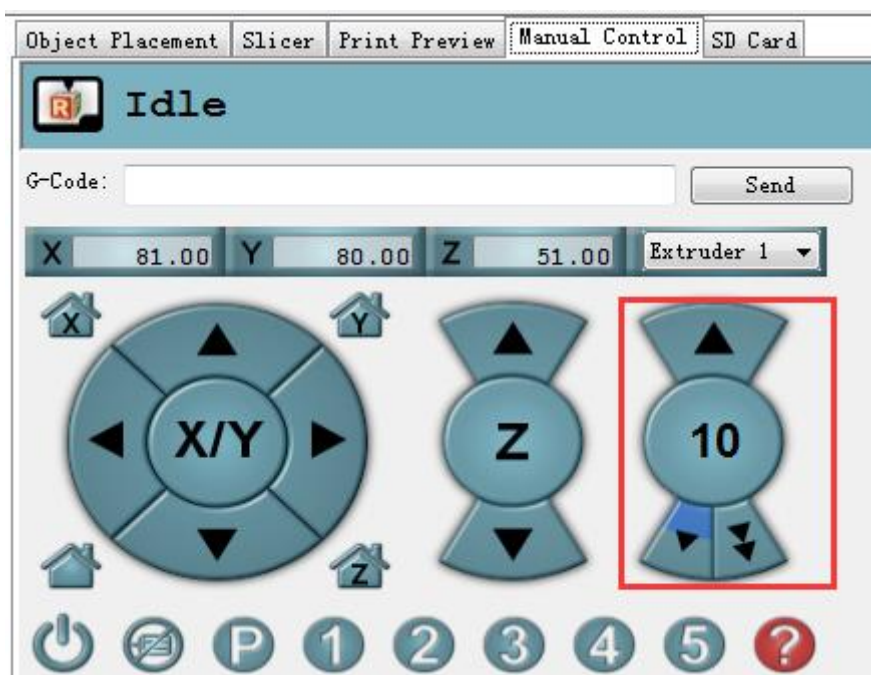 Object Placement Slicer Print Preview Manual Control SD Card
R Idle
G-Code: Send
X 81.00 Y 80.00 Z 51.00 Extruder 1
X Y
X/Y Z 10
Z
P 1 2 3 4 5 ?